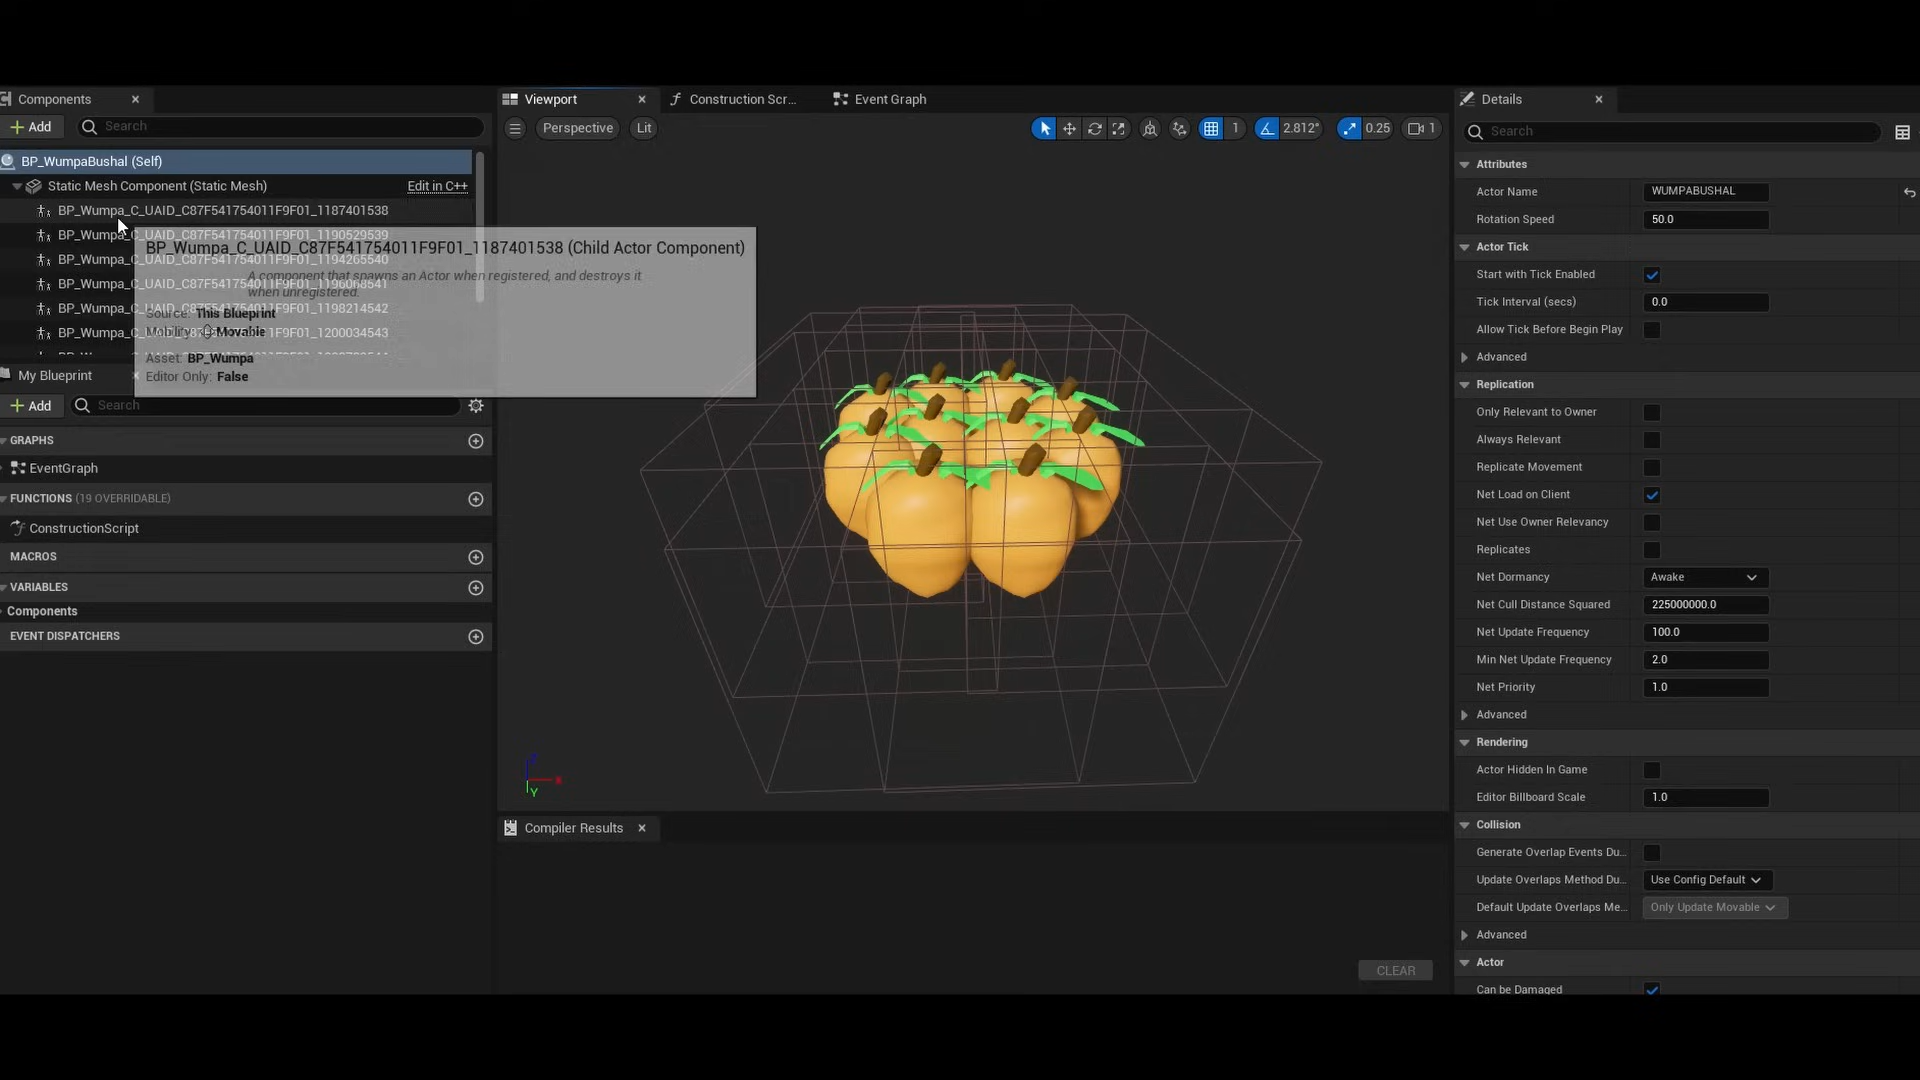 Components
Viewport
Construction Scr...
Event Graph
Details
Add
Search
Perspective
Lit
1
2.812°
0.25
1
Search
BP_WumpaBushal (Self)
Static Mesh Component (Static Mesh)
Edit in C++
BP_Wumpa_C_UAID_C87F541754011F9F01_1187401538
BP_Wumpa_C_UAID_C87F541754011F9F01_1190529539
BP_Wumpa_C_UAID_C87F541754011F9F01_1194265540
BP_Wumpa_C_UAID_C87F541754011F9F01_1196068541
BP_Wumpa_C_UAID_C87F541754011F9F01_1198214542
BP_Wumpa_C_UAID_C87F541754011F9F01_1200034543
BP_Wumpa_C_UAID_C87F541754011F9F01_1187401538 (Child Actor Component)
A component that spawns an Actor when registered, and destroys it
when unregistered.
Source: This Blueprint
Mobility: Movable
Asset: BP_Wumpa
Editor Only: False
My Blueprint
Add
Search
GRAPHS
EventGraph
FUNCTIONS (19 OVERRIDABLE)
ConstructionScript
MACROS
VARIABLES
Components
EVENT DISPATCHERS
Z
Y
Compiler Results
CLEAR
Attributes
Actor Name
WUMPABUSHAL
Rotation Speed
50.0
Actor Tick
Start with Tick Enabled
Tick Interval (secs)
0.0
Allow Tick Before Begin Play
Advanced
Replication
Only Relevant to Owner
Always Relevant
Replicate Movement
Net Load on Client
Net Use Owner Relevancy
Replicates
Net Dormancy
Awake
Net Cull Distance Squared
225000000.0
Net Update Frequency
100.0
Min Net Update Frequency
2.0
Net Priority
1.0
Advanced
Rendering
Actor Hidden In Game
Editor Billboard Scale
1.0
Collision
Generate Overlap Events Du...
Update Overlaps Method Du...
Use Config Default
Default Update Overlaps Me...
Only Update Movable
Advanced
Actor
Can be Damaged